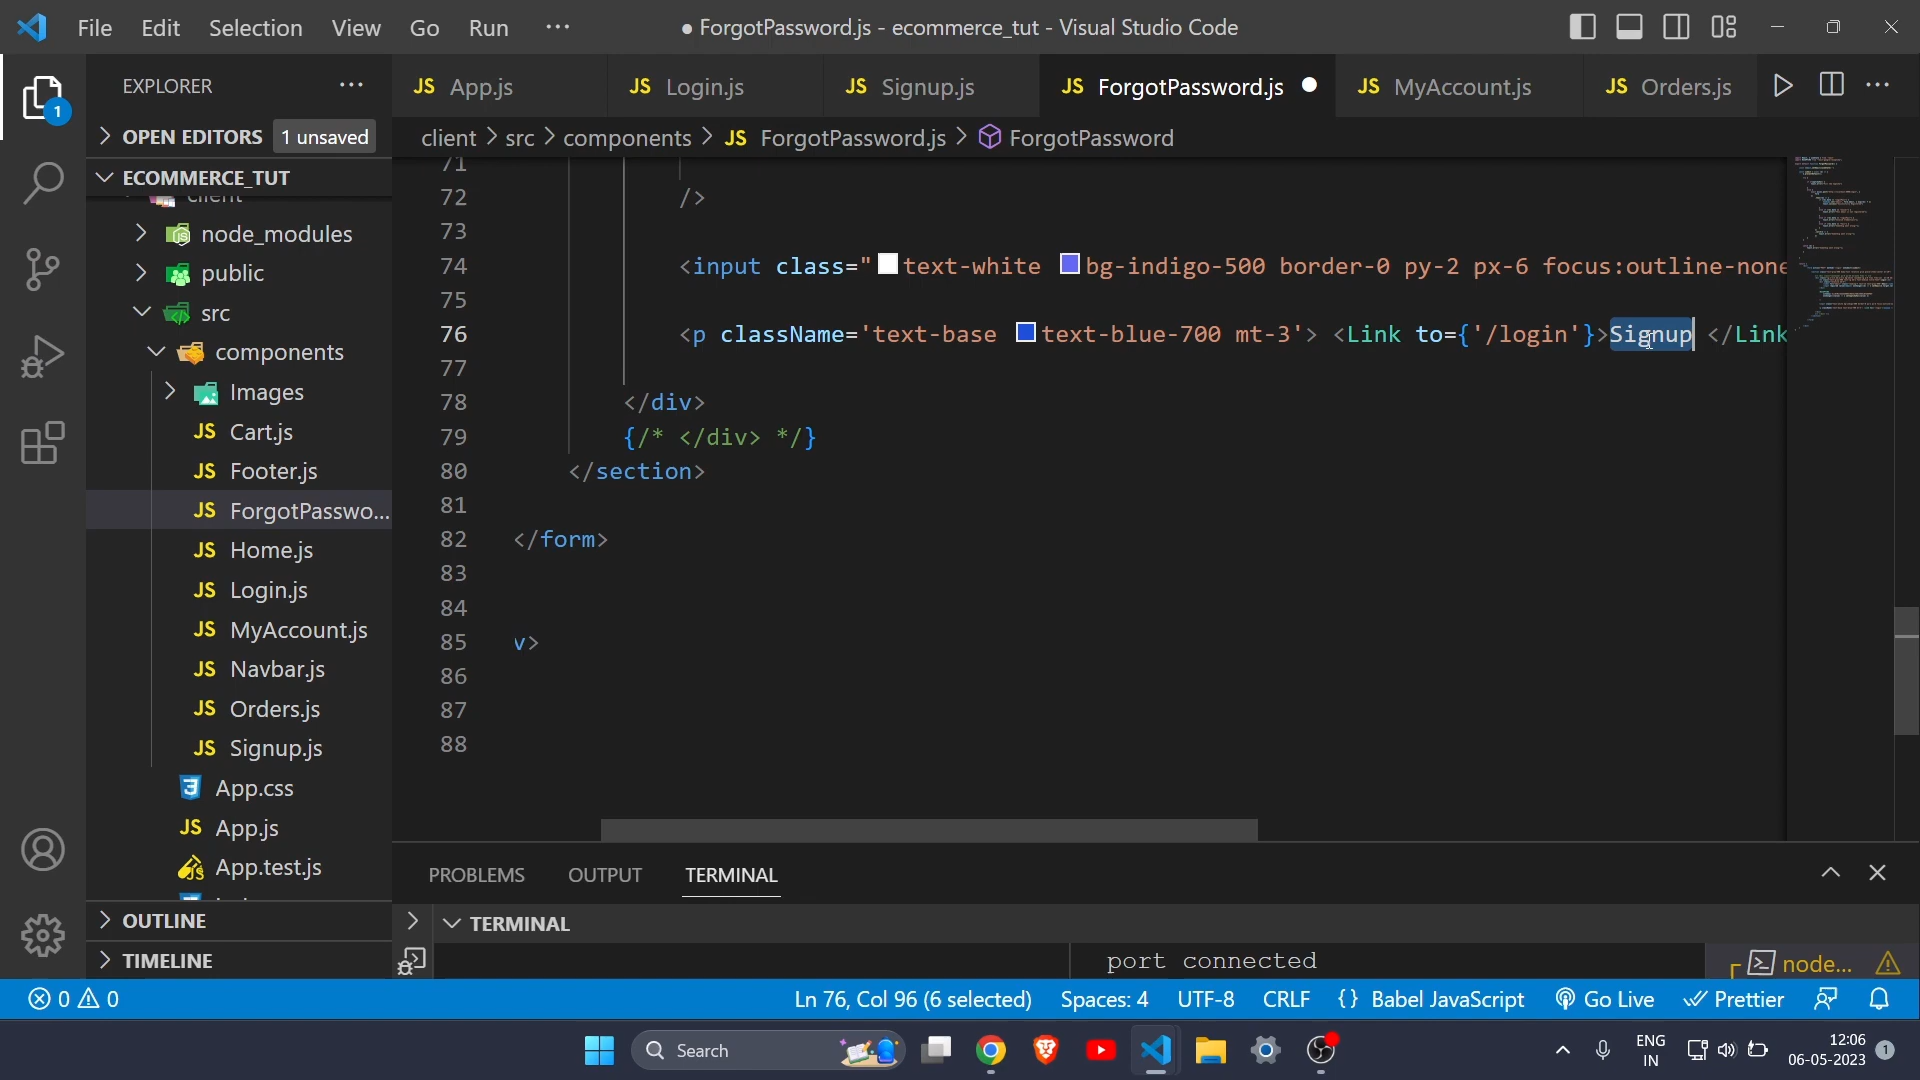 File Edit Selection View Go Run ··· ● ForgotPassword.js - ecommerce_tut - Visual Studio Code
EXPLORER ···
1
OPEN EDITORS 1 unsaved
ECOMMERCE_TUT
client
node_modules
public
src
components
Images
JS Cart.js
JS Footer.js
JS ForgotPasswo...
JS Home.js
JS Login.js
JS MyAccount.js
JS Navbar.js
JS Orders.js
JS Signup.js
App.css
JS App.js
App.test.js
OUTLINE
TIMELINE
JS App.js JS Login.js JS Signup.js JS ForgotPassword.js ● JS MyAccount.js JS Orders.js ···
client > src > components > JS ForgotPassword.js > ForgotPassword
71
72 />
73
74 <input class="text-white bg-indigo-500 border-0 py-2 px-6 focus:outline-none
75
76 <p className='text-base text-blue-700 mt-3'> <Link to={'/login'}>Signup </Link
77
78 </div>
79 {/* </div> */}
80 </section>
81
82 </form>
83
84
85 v>
86
87
88
PROBLEMS OUTPUT TERMINAL
TERMINAL
port connected
node...
0 0 Ln 76, Col 96 (6 selected) Spaces: 4 UTF-8 CRLF {} Babel JavaScript Go Live Prettier
Search
ENG
IN
12:06
06-05-2023
1